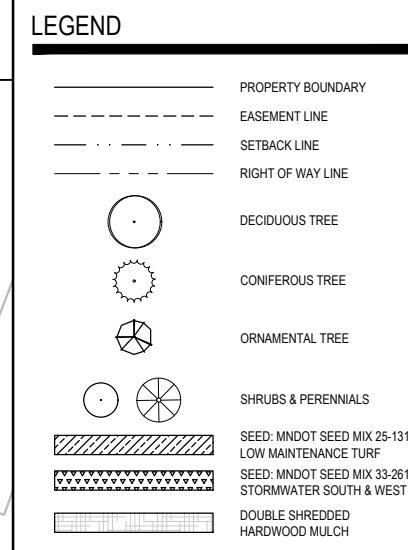 LEGEND
PROPERTY BOUNDARY
EASEMENT LINE
SETBACK LINE
RIGHT OF WAY LINE
DECIDUOUS TREE
CONIFEROUS TREE
ORNAMENTAL TREE
SHRUBS & PERENNIALS
SEED: MNDOT SEED MIX 25-131
LOW MAINTENANCE TURF
SEED: MNDOT SEED MIX 33-261
STORMWATER SOUTH & WEST
DOUBLE SHREDDED
HARDWOOD MULCH